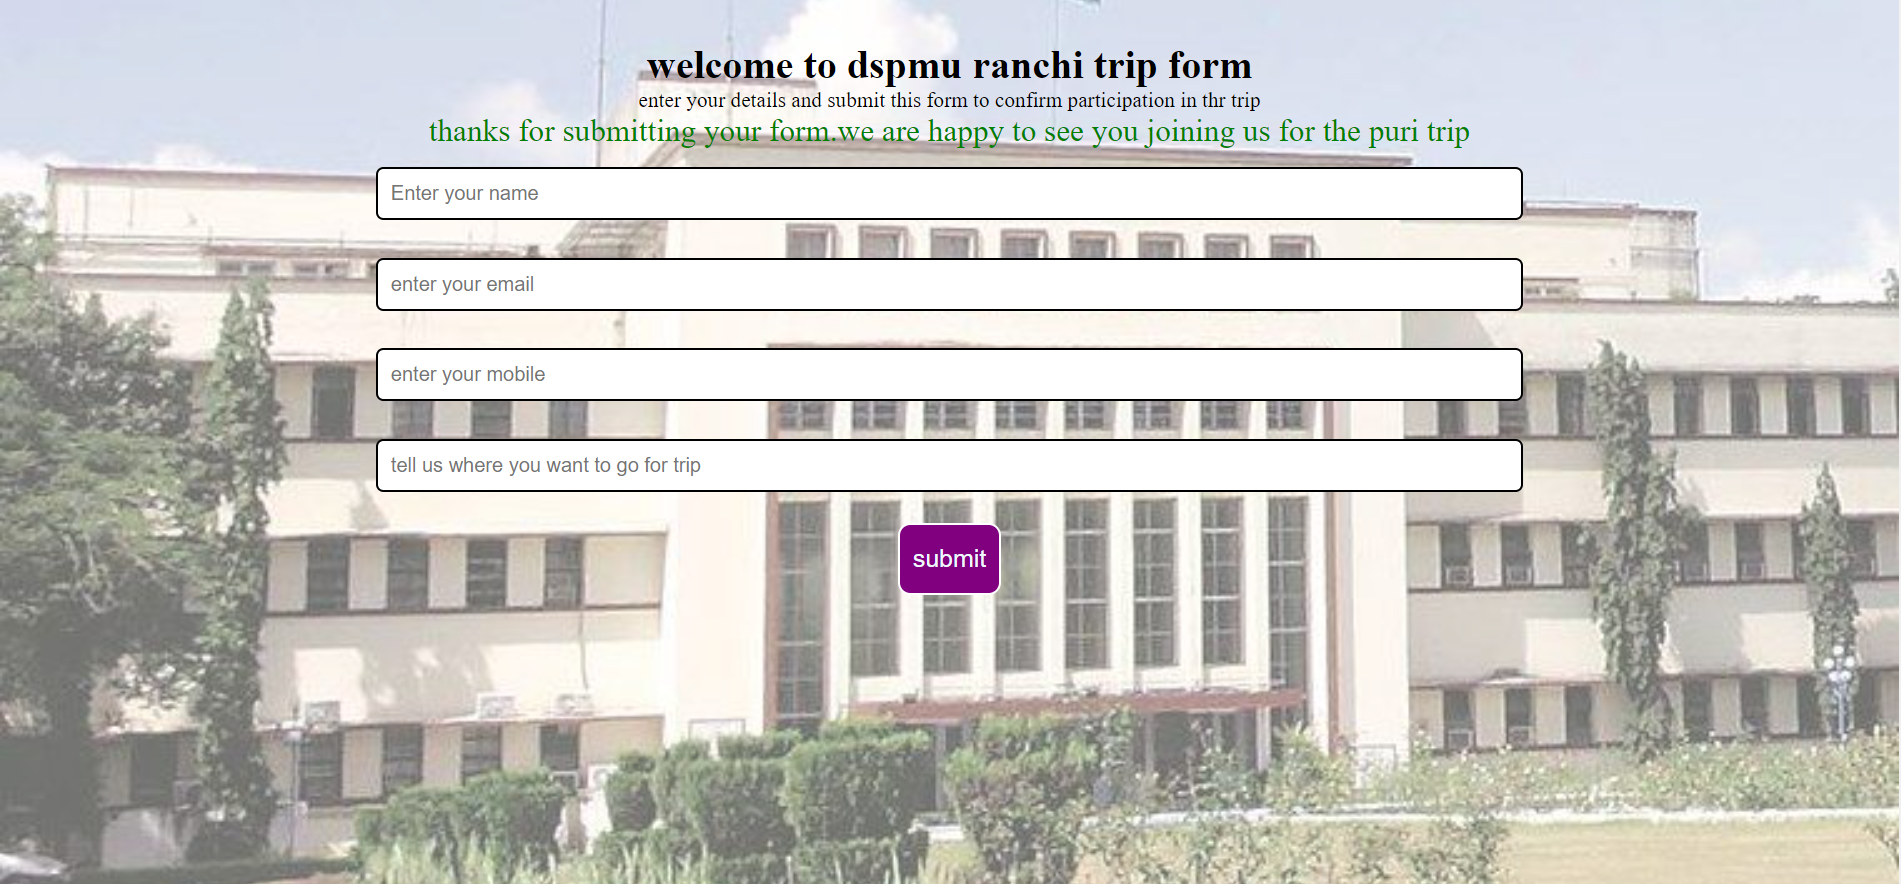 welcome to dspmu ranchi trip form
enter your details and submit this form to confirm participation in thr trip
thanks for submitting your form.we are happy to see you joining us for the puri trip
Enter your name
enter your email
enter your mobile
tell us where you want to go for trip
submit